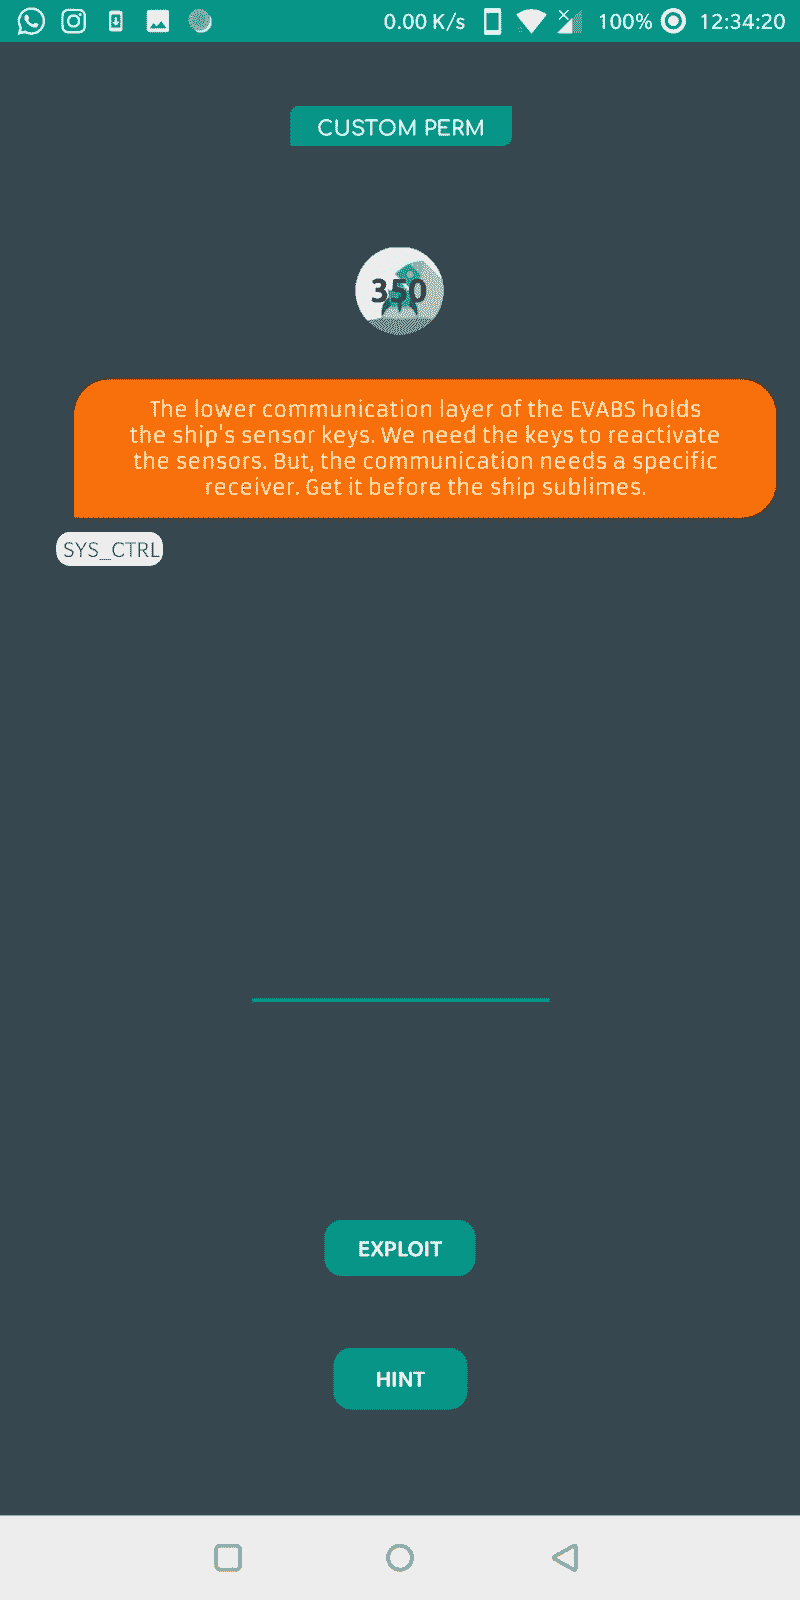 0.00 K/s 100% 12:34:20
CUSTOM PERM
350
The lower communication layer of the EVABS holds
the ship's sensor keys. We need the keys to reactivate
the sensors. But, the communication needs a specific
receiver. Get it before the ship sublimes.
SYS_CTRL
EXPLOIT
HINT